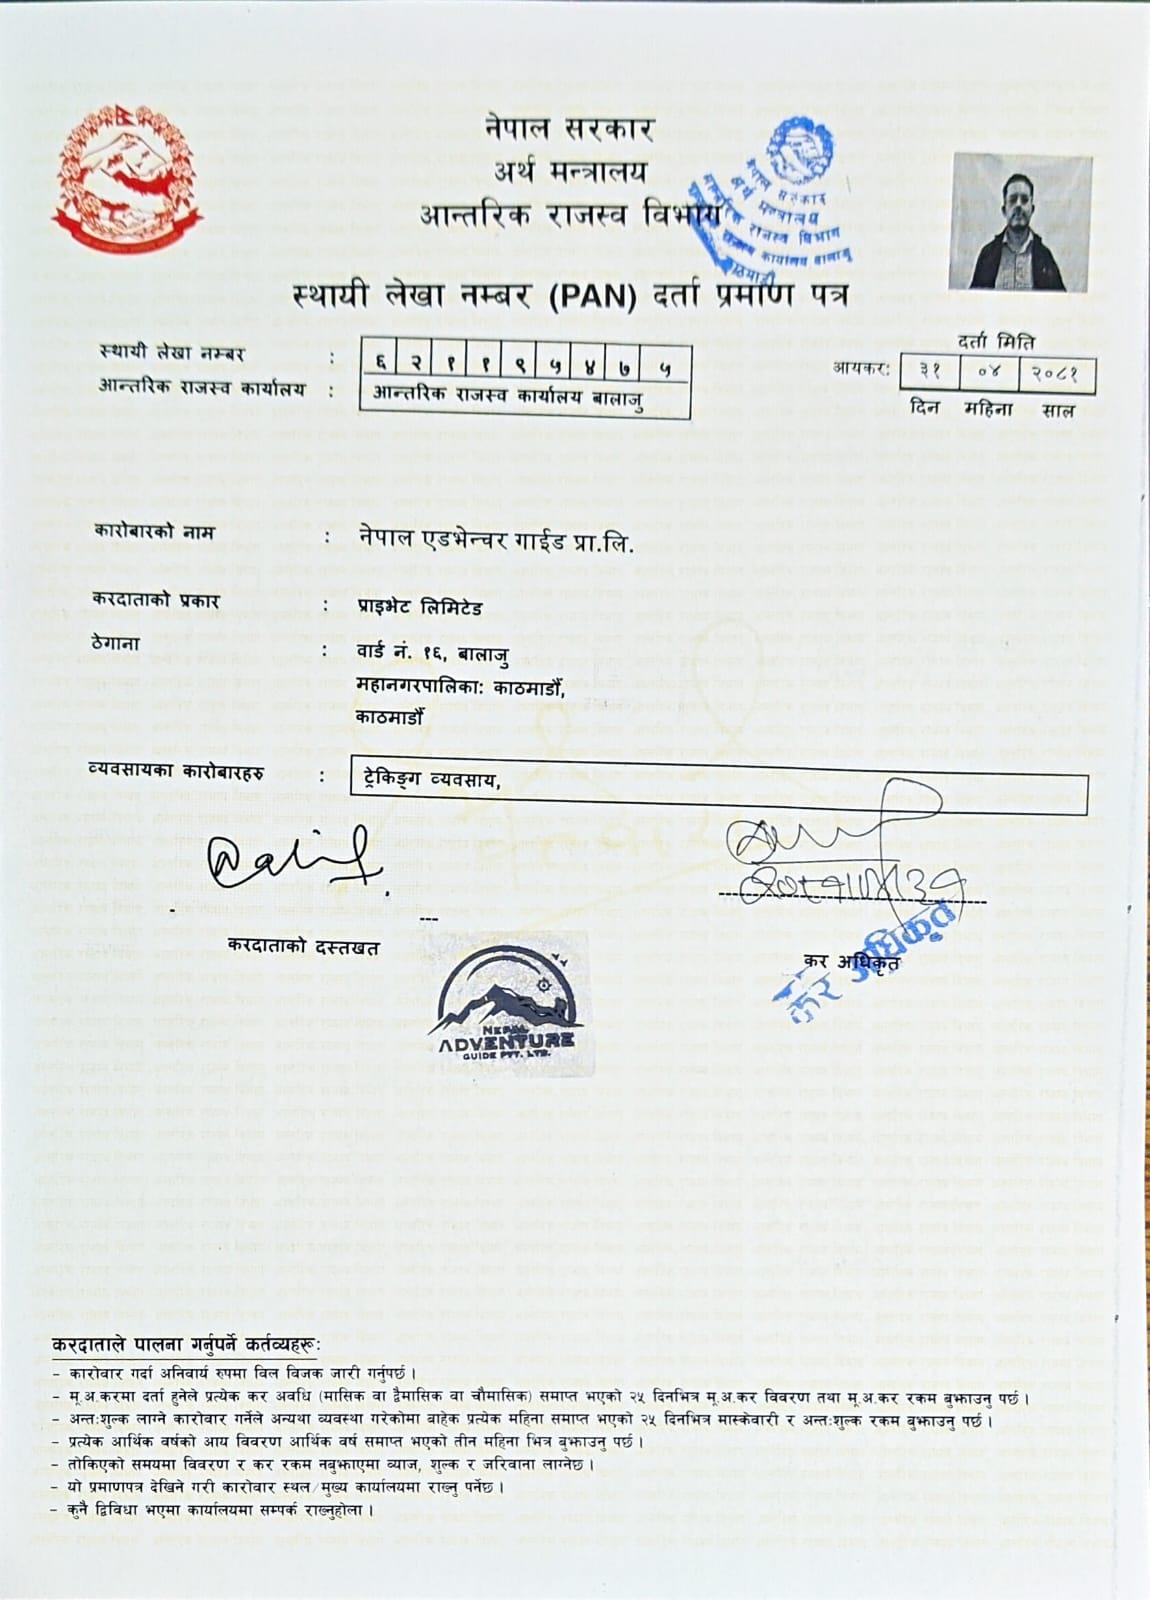 नेपाल सरकार
अर्थ मन्त्रालय
आन्तरिक राजस्व विभाग
नेपाल सरकार
अर्थ मन्त्रालय
आन्तरिक राजस्व विभाग
राजस्व कार्यालय बालाजु
काठमाडौं
स्थायी लेखा नम्बर (PAN) दर्ता प्रमाण पत्र
स्थायी लेखा नम्बर : ६ २ १ १ ९ ५ ४ ७ ५
आन्तरिक राजस्व कार्यालय : आन्तरिक राजस्व कार्यालय बालाजु
दर्ता मिति
आयकर: ३१ ०४ २०८१
दिन महिना साल
कारोबारको नाम : नेपाल एडभेन्चर गाईड प्रा.लि.
करदाताको प्रकार : प्राइभेट लिमिटेड
ठेगाना : वार्ड नं. १६, बालाजु
महानगरपालिका: काठमाडौं,
काठमाडौं
व्यवसायका कारोबारहरु : ट्रेकिङ्ग व्यवसाय,
करदाताको दस्तखत
कर अधिकृत
कर अधिकृत
NEPAL
ADVENTURE
GUIDE PVT. LTD.
करदाताले पालना गर्नुपर्ने कर्तव्यहरू:
- कारोवार गर्दा अनिवार्य रुपमा विल विजक जारी गर्नुपर्छ ।
- मू.अ.करमा दर्ता हुनेले प्रत्येक कर अवधि (मासिक वा द्वैमासिक वा चौमासिक) समाप्त भएको २५ दिनभित्र मू.अ.कर विवरण तथा मू.अ.कर रकम बुझाउनु पर्छ ।
- अन्त:शुल्क लाग्ने कारोवार गर्नेले अन्यथा व्यवस्था गरेकोमा बाहेक प्रत्येक महिना समाप्त भएको २५ दिनभित्र मास्केवारी र अन्त:शुल्क रकम बुझाउनु पर्छ ।
- प्रत्येक आर्थिक वर्षको आय विवरण आर्थिक वर्ष समाप्त भएको तीन महिना भित्र बुझाउनु पर्छ ।
- तोकिएको समयमा विवरण र कर रकम नबुझाएमा व्याज, शुल्क र जरिवाना लाग्नेछ ।
- यो प्रमाणपत्र देखिने गरी कारोवार स्थल/मुख्य कार्यालयमा राख्नु पर्नेछ ।
- कुनै द्विविधा भएमा कार्यालयमा सम्पर्क राख्नुहोला ।